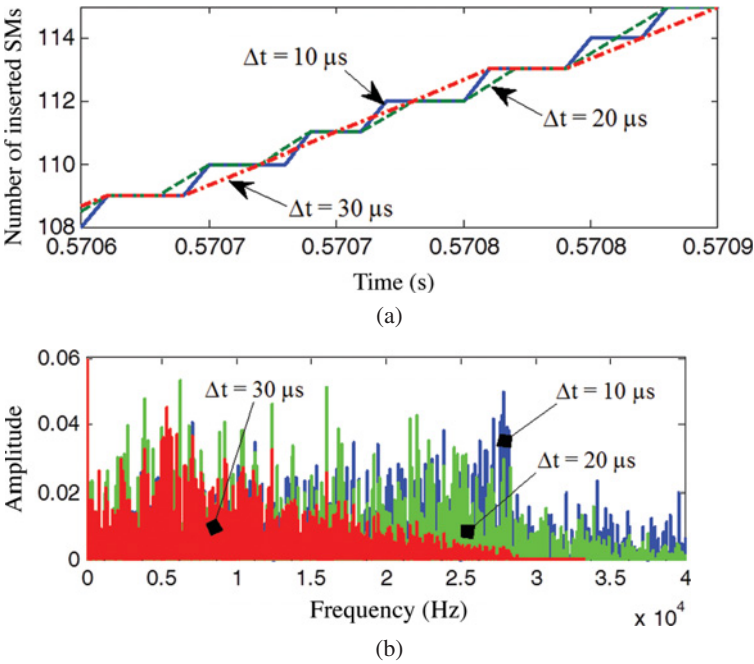 (a)
Number of inserted SMs
114
112
110
108
Δt = 10 μs
Δt = 20 μs
Δt = 30 μs
0.5706 0.5707 0.5707 0.5708 0.5708 0.5709
Time (s)
(a)
Amplitude
0.06
0.04
0.02
0
Δt = 30 μs
Δt = 10 μs
Δt = 20 μs
0 0.5 1 1.5 2 2.5 3 3.5 4
Frequency (Hz)
x 10^4
(b)